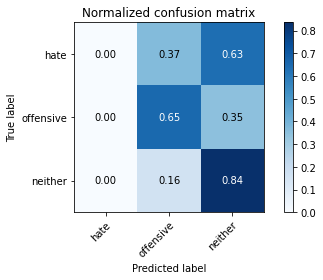 Normalized confusion matrix
hate 0.00 0.37 0.63
offensive 0.00 0.65 0.35
neither 0.00 0.16 0.84
True label
hate offensive neither
Predicted label
0.8
0.7
0.6
0.5
0.4
0.3
0.2
0.1
0.0